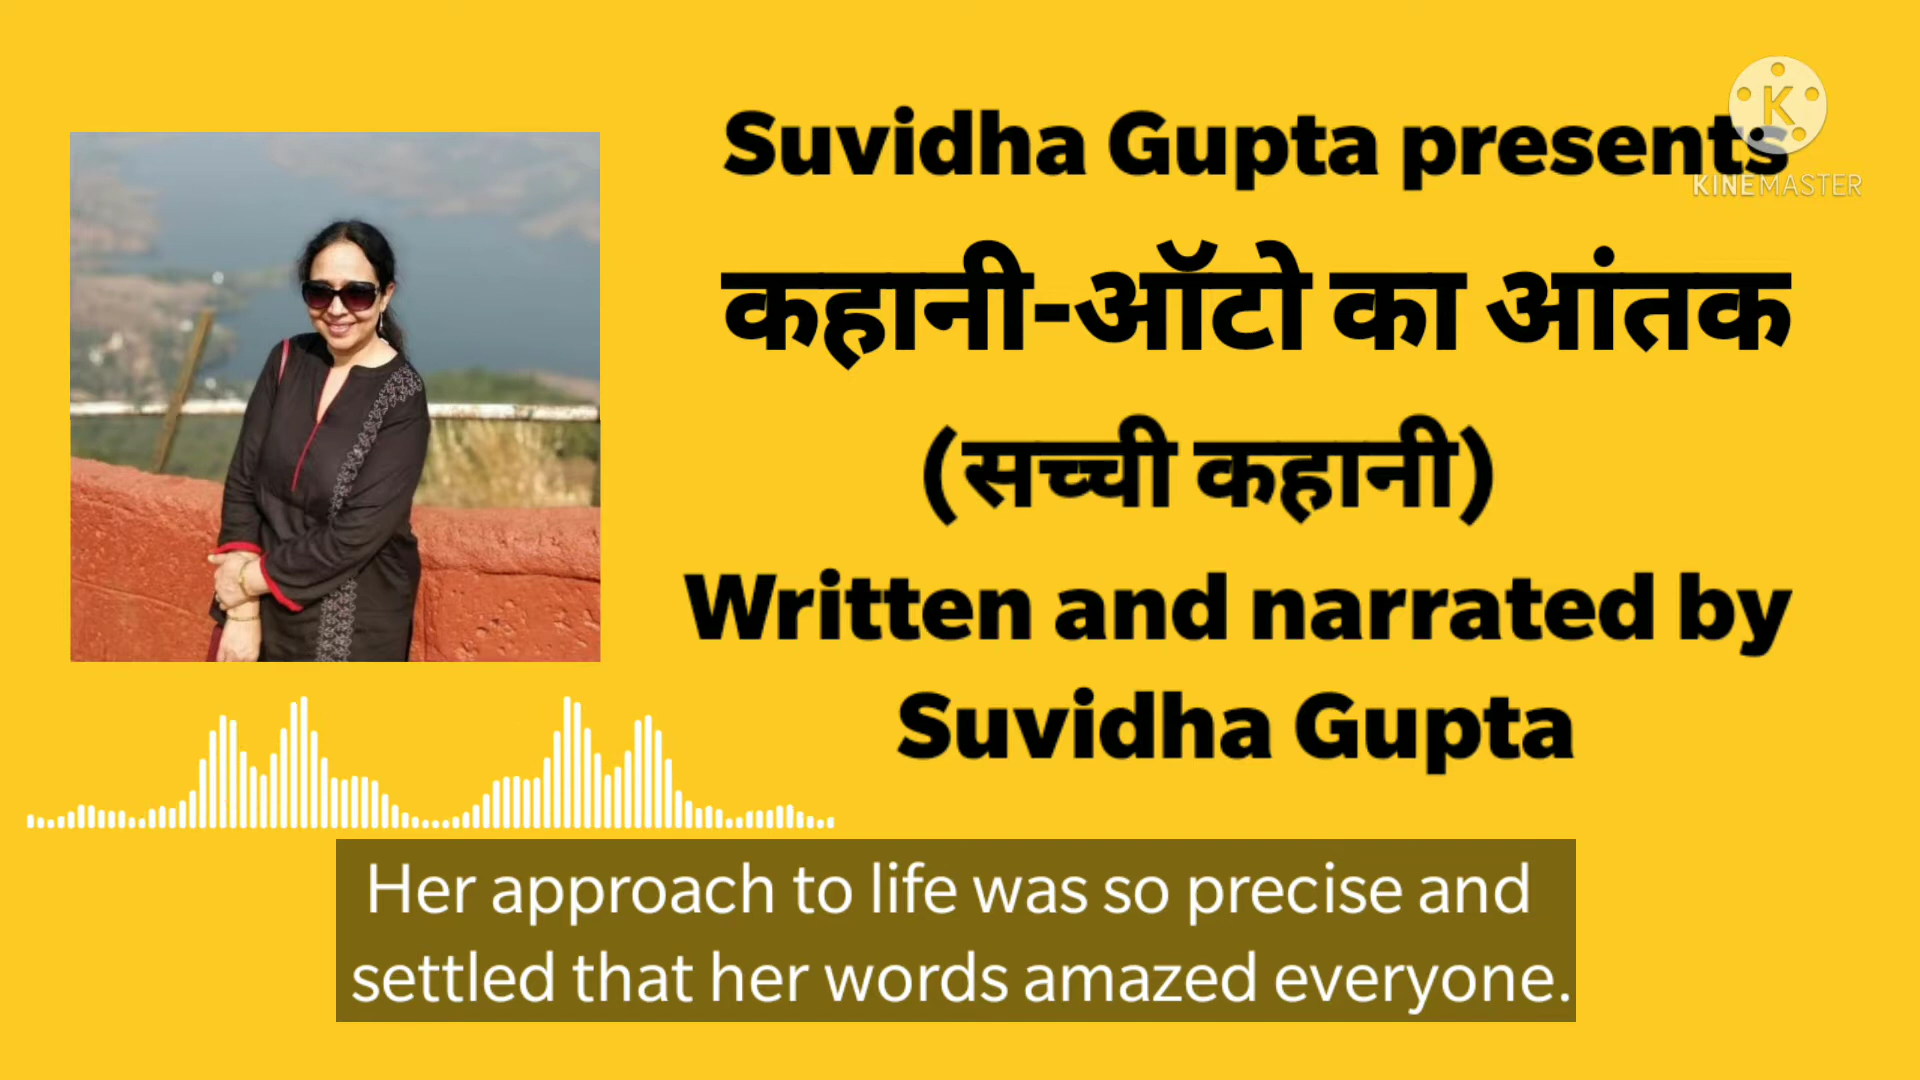 Suvidha Gupta presents
K
KINEMASTER
कहानी-ऑटो का आंतक
(सच्ची कहानी)
Written and narrated by
Suvidha Gupta
Her approach to life was so precise and
settled that her words amazed everyone.